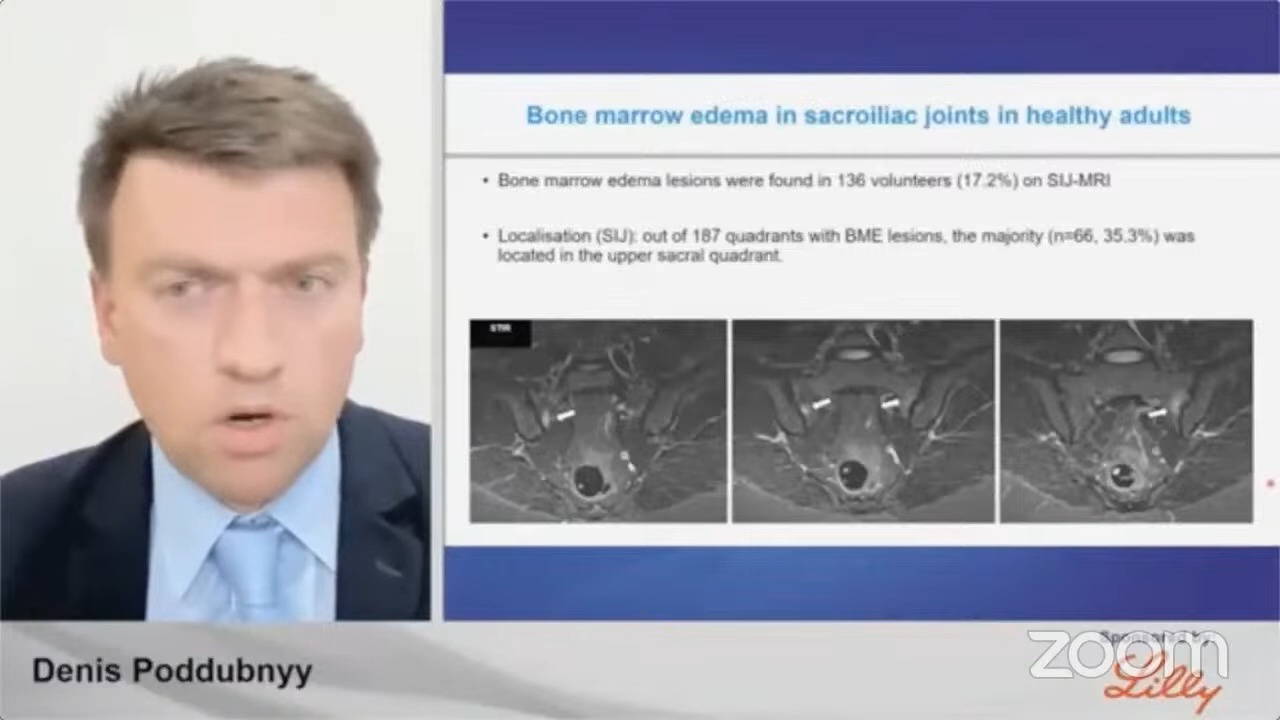 Bone marrow edema in sacroiliac joints in healthy adults
• Bone marrow edema lesions were found in 136 volunteers (17.2%) on SIJ-MRI
• Localisation (SIJ): out of 187 quadrants with BME lesions, the majority (n=66, 35.3%) was
located in the upper sacral quadrant.
STIR
Denis Poddubnyy
Sponsored by:
zoom
Lilly